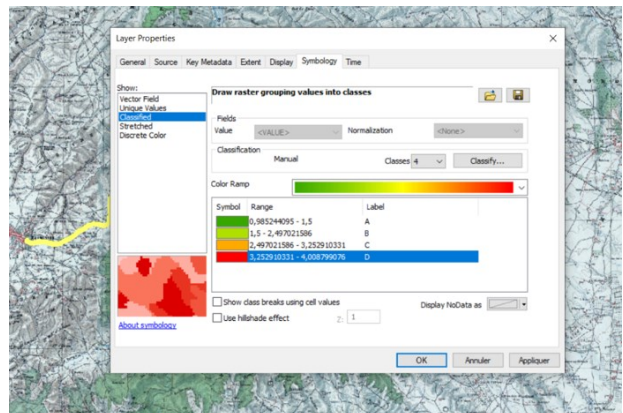 Layer Properties
General Source Key Metadata Extent Display Symbology Time
Show:
Vector Field
Unique Values
Classified
Stretched
Discrete Color
Draw raster grouping values into classes
Fields
Value <VALUE> Normalization <None>
Classification
Manual Classes 4 Classify...
Color Ramp
Symbol Range Label
0,985244095 - 1,5 A
1,5 - 2,497021586 B
2,497021586 - 3,252910331 C
3,252910331 - 4,008799076 D
Show class breaks using cell values Display NoData as
Use hillshade effect Z: 1
About symbology
OK Annuler Appliquer